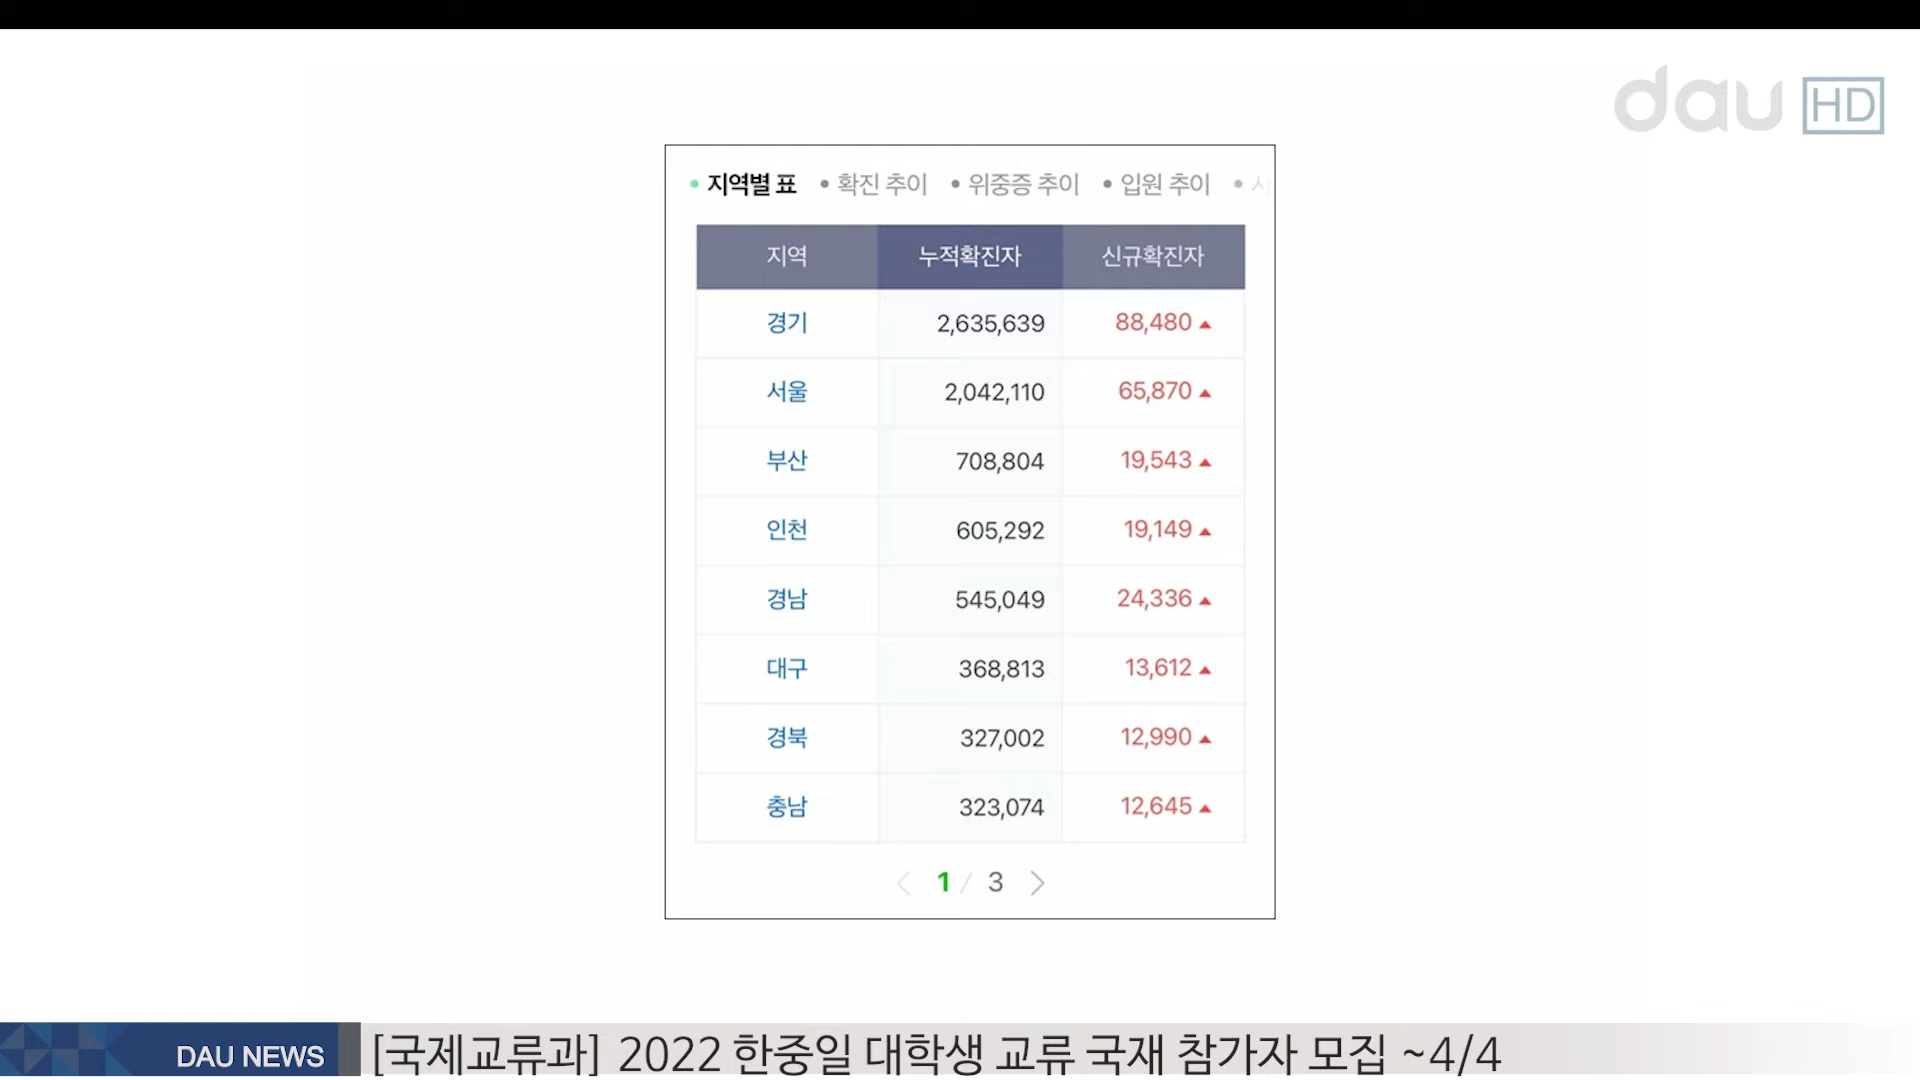 dau HD
지역별 표 • 확진 추이 • 위중증 추이 • 입원 추이
지역 누적확진자 신규확진자
경기 2,635,639 88,480 ▲
서울 2,042,110 65,870 ▲
부산 708,804 19,543 ▲
인천 605,292 19,149 ▲
경남 545,049 24,336 ▲
대구 368,813 13,612 ▲
경북 327,002 12,990 ▲
충남 323,074 12,645 ▲
1 / 3
DAU NEWS [국제교류과] 2022 한중일 대학생 교류 국재 참가자 모집 ~4/4